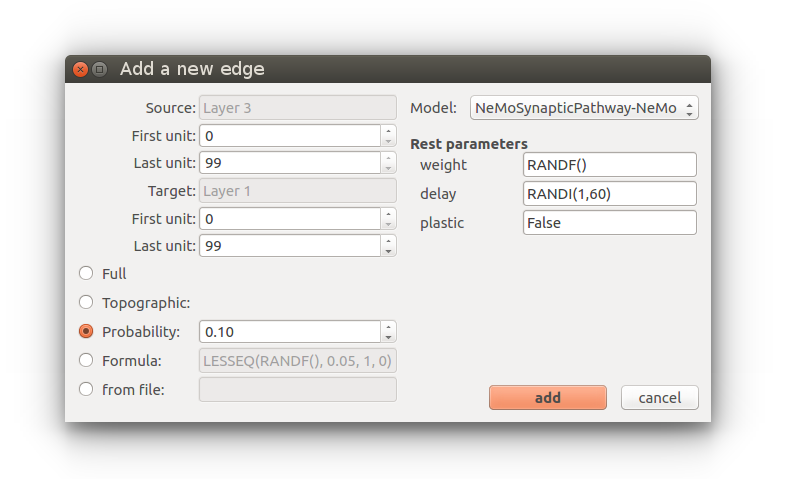 Add a new edge
Source: Layer 3
First unit: 0
Last unit: 99
Target: Layer 1
First unit: 0
Last unit: 99
Full
Topographic:
Probability: 0.10
Formula: LESSEQ(RANDF(), 0.05, 1, 0)
from file:
Model: NeMoSynapticPathway-NeMo
Rest parameters
weight RANDF()
delay RANDI(1,60)
plastic False
add cancel